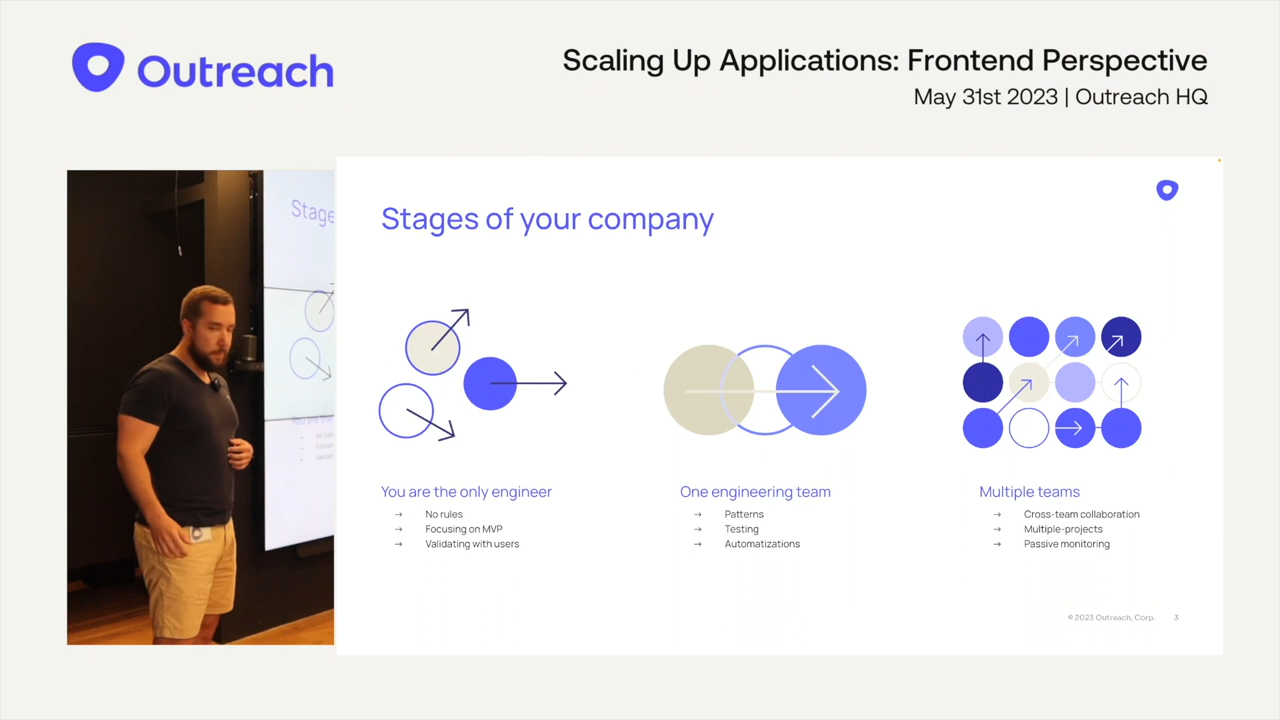 Outreach
Scaling Up Applications: Frontend Perspective
May 31st 2023 | Outreach HQ
Stage
Stages of your company
You are the only engineer
→ No rules
→ Focusing on MVP
→ Validating with users
One engineering team
→ Patterns
→ Testing
→ Automatizations
Multiple teams
→ Cross-team collaboration
→ Multiple-projects
→ Passive monitoring
© 2023 Outreach, Corp. 3